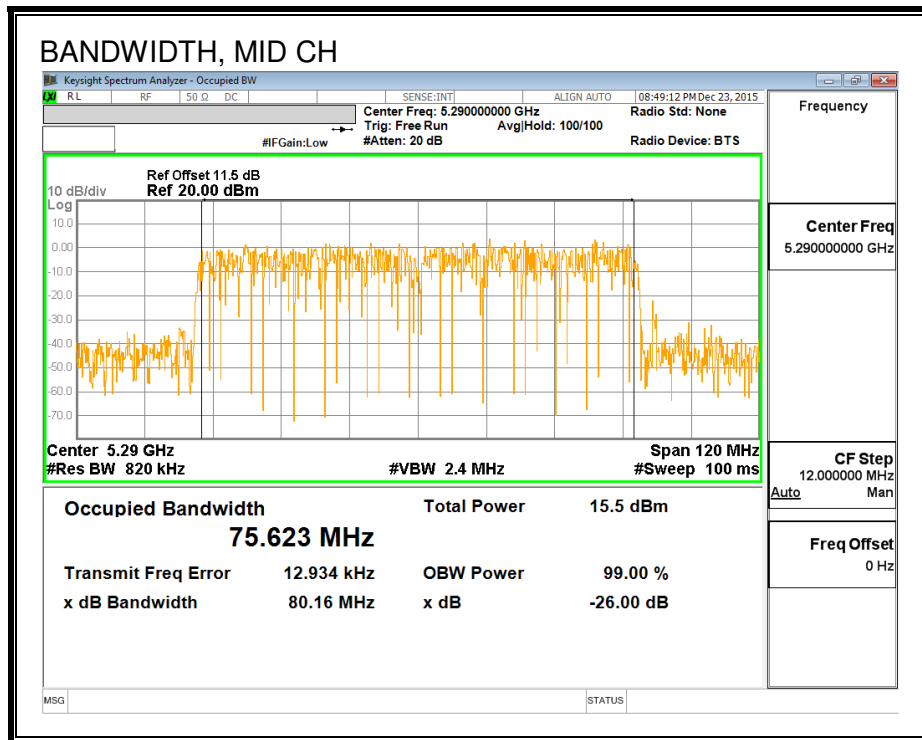 BANDWIDTH, MID CH
Keysight Spectrum Analyzer - Occupied BW
LXI RL RF 50 Ω DC SENSE:INT ALIGN AUTO 08:49:12 PM Dec 23, 2015
Center Freq: 5.290000000 GHz Radio Std: None
Trig: Free Run Avg|Hold: 100/100
#IFGain:Low #Atten: 20 dB Radio Device: BTS
Frequency
Ref Offset 11.5 dB
10 dB/div Ref 20.00 dBm
Log
10.0
0.00
-10.0
-20.0
-30.0
-40.0
-50.0
-60.0
-70.0
Center 5.29 GHz Span 120 MHz
#Res BW 820 kHz #VBW 2.4 MHz #Sweep 100 ms
Center Freq
5.290000000 GHz
CF Step
12.000000 MHz
Auto Man
Freq Offset
0 Hz
Occupied Bandwidth Total Power 15.5 dBm
75.623 MHz
Transmit Freq Error 12.934 kHz OBW Power 99.00 %
x dB Bandwidth 80.16 MHz x dB -26.00 dB
MSG STATUS